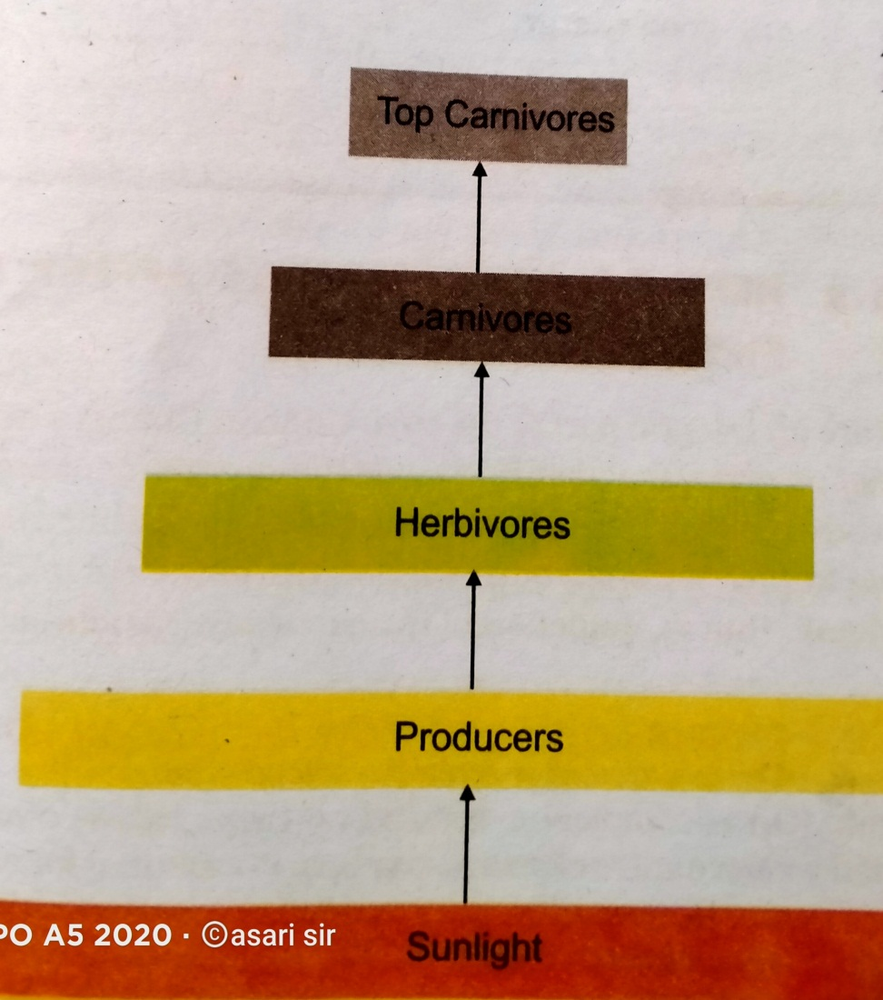 Top Carnivores
Carnivores
Herbivores
Producers
Sunlight
PO A5 2020 · ©asari sir